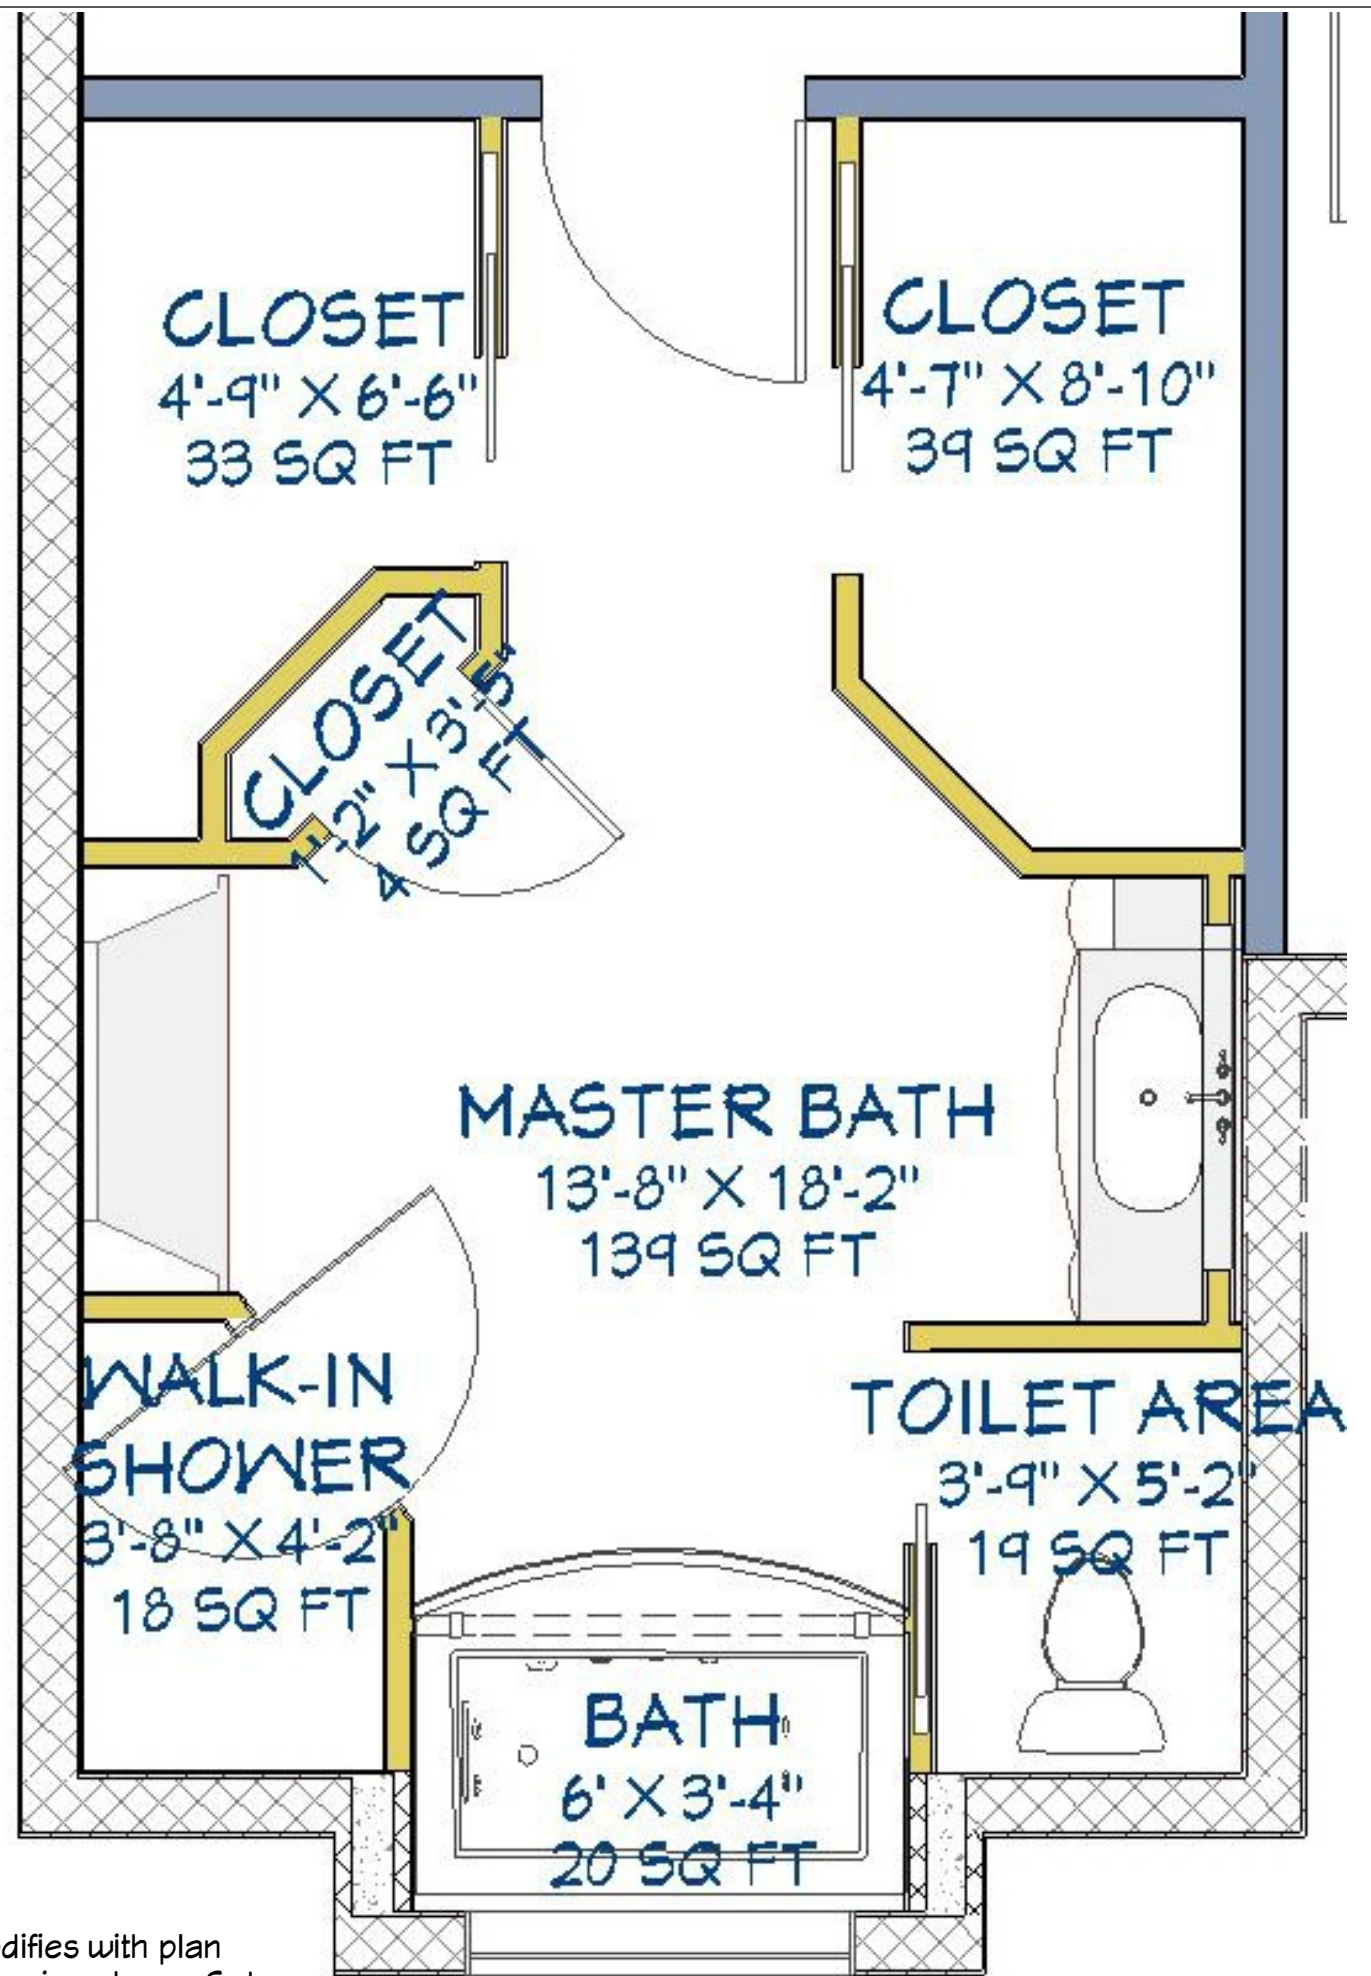 CLOSET
4'-9" X 6'-6"
33 SQ FT
CLOSET
4'-7" X 8'-10"
39 SQ FT
CLOSET
1'-2" X 3'-5"
4 SQ FT
MASTER BATH
13'-8" X 18'-2"
139 SQ FT
WALK-IN
SHOWER
3'-8" X 4'-2"
18 SQ FT
TOILET AREA
3'-9" X 5'-2"
19 SQ FT
BATH
6' X 3'-4"
20 SQ FT
with plan